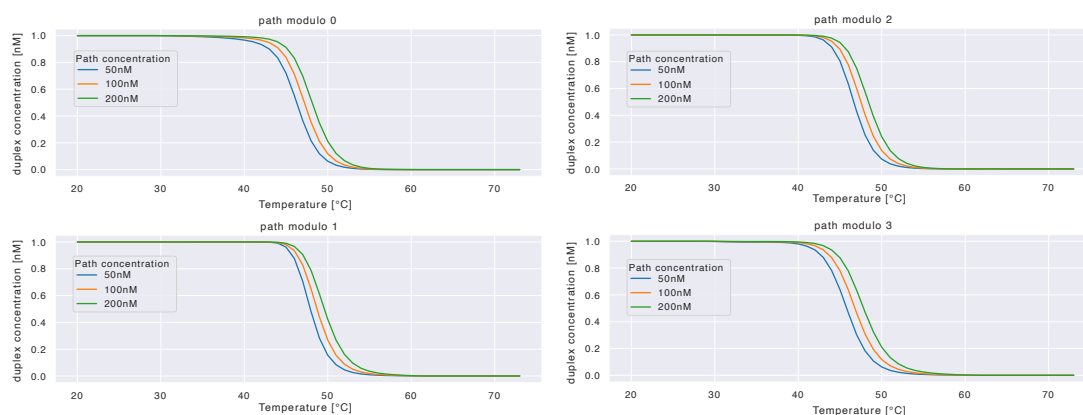 path modulo 0
duplex concentration [nM]
1.0
0.8
0.6
0.4
0.2
0.0
Path concentration
50nM
100nM
200nM
20 30 40 50 60 70
Temperature [°C]
path modulo 2
duplex concentration [nM]
1.0
0.8
0.6
0.4
0.2
0.0
Path concentration
50nM
100nM
200nM
20 30 40 50 60 70
Temperature [°C]
path modulo 1
duplex concentration [nM]
1.0
0.8
0.6
0.4
0.2
0.0
Path concentration
50nM
100nM
200nM
20 30 40 50 60 70
Temperature [°C]
path modulo 3
duplex concentration [nM]
1.0
0.8
0.6
0.4
0.2
0.0
Path concentration
50nM
100nM
200nM
20 30 40 50 60 70
Temperature [°C]